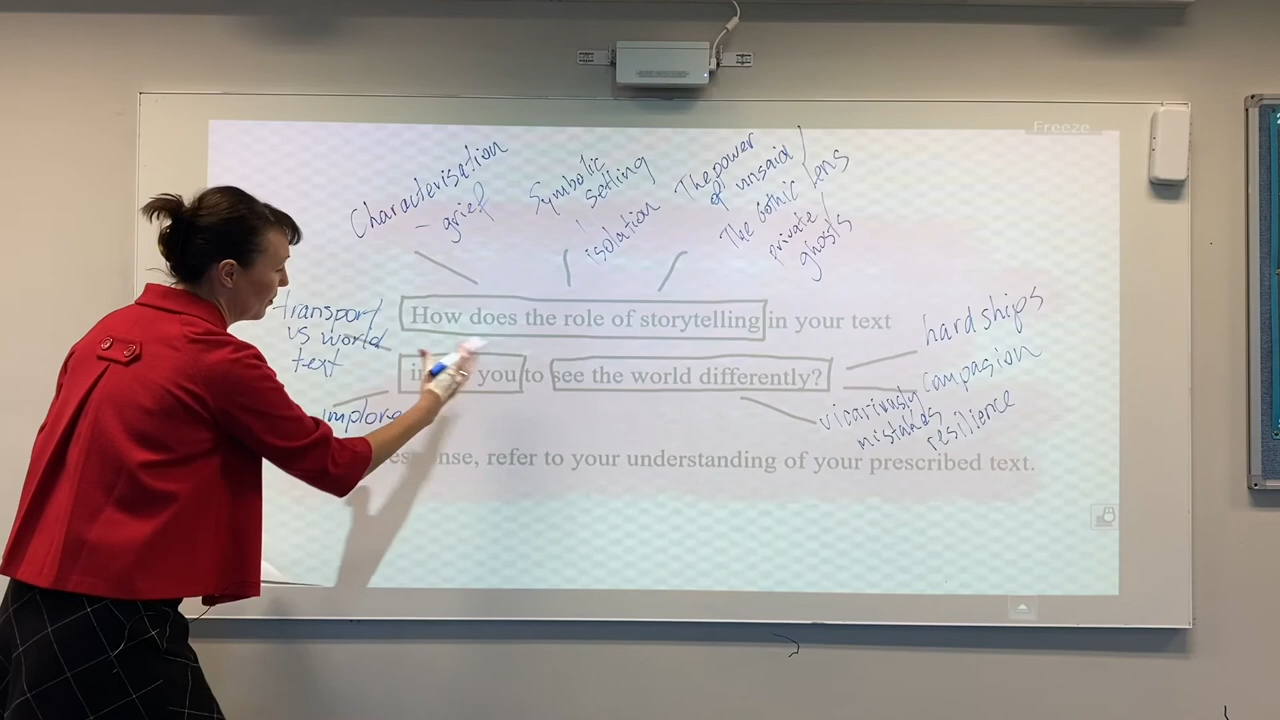 Freeze
Characterisation
- grief
Symbolic
setting
isolation
The power
of unsaid/
The Gothic lens
private/
ghosts
transport
vs world
text
How does the role of storytelling in your text
you to see the world differently?
implore
hardships
compasion
resilience
vicariously
mistakes
refer to your understanding of your prescribed text.